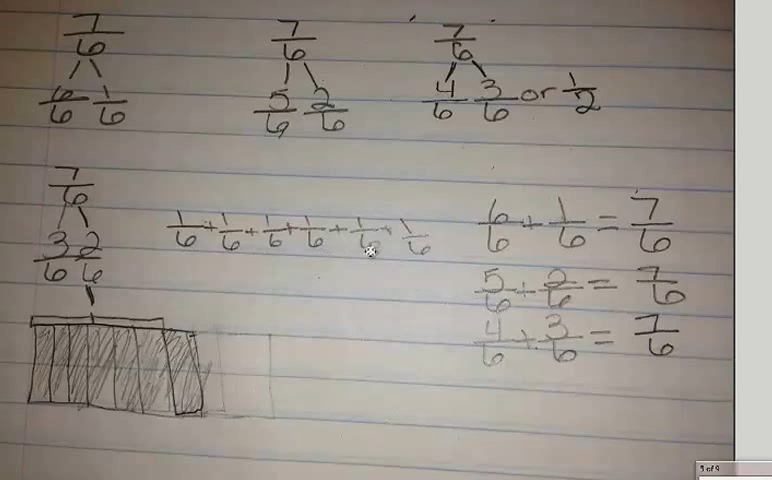 7/6 7/6 7/6
6/6 1/6 5/6 2/6 4/6 3/6 or 1/2
7/6
3/6 2/6
1/6 + 1/6 + 1/6 + 1/6 + 1/6 + 1/6
6/6 + 1/6 = 7/6
5/6 + 2/6 = 7/6
4/6 + 3/6 = 7/6
5 of 9